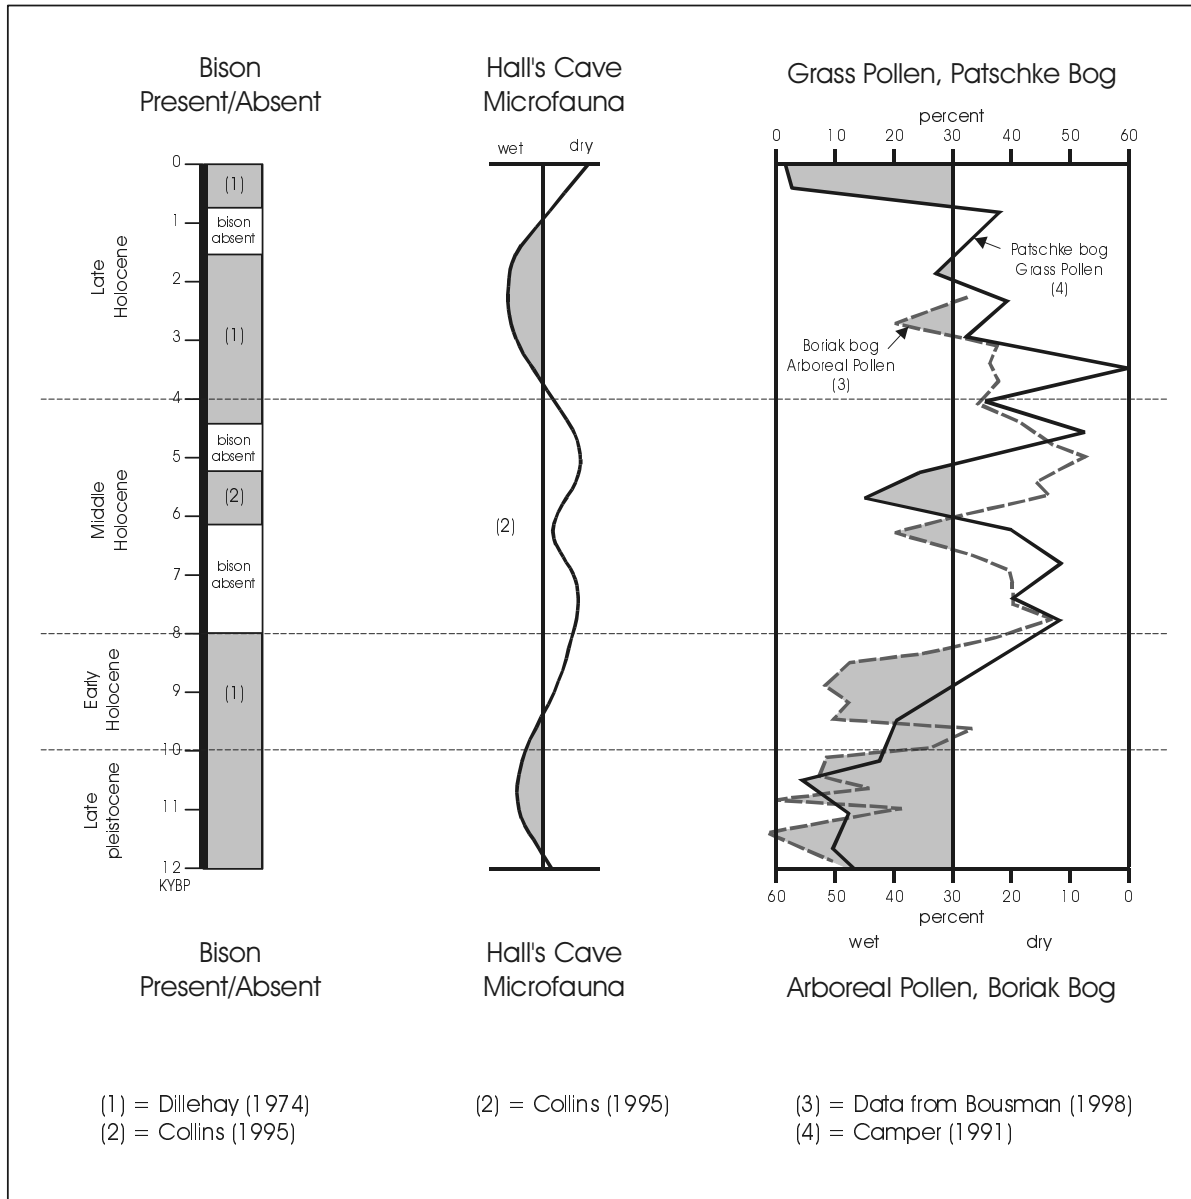 Bison
Present/Absent
Hall's Cave
Microfauna
Grass Pollen, Patschke Bog
percent
0 10 20 30 40 50 60
wet dry
0
1
2
3
4
5
6
7
8
9
10
11
12
KYBP
Late
Holocene
Middle
Holocene
Early
Holocene
Late
pleistocene
(1)
bison
absent
(1)
bison
absent
(2)
bison
absent
(1)
(2)
Patschke bog
Grass Pollen
(4)
Boriak bog
Arboreal Pollen
(3)
60 50 40 30 20 10 0
percent
wet dry
Bison
Present/Absent
Hall's Cave
Microfauna
Arboreal Pollen, Boriak Bog
(1) = Dillehay (1974)
(2) = Collins (1995)
(2) = Collins (1995)
(3) = Data from Bousman (1998)
(4) = Camper (1991)